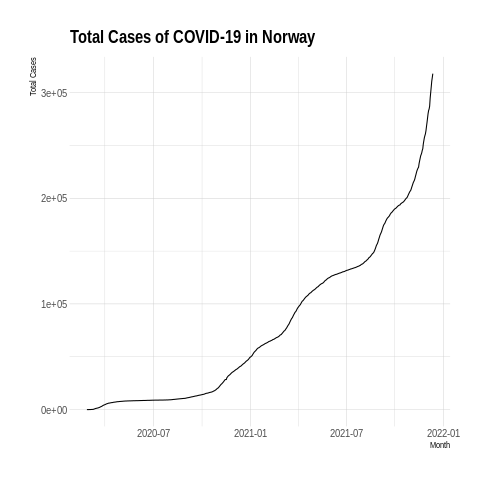 Total Cases of COVID-19 in Norway
Total Cases
3e+05
2e+05
1e+05
0e+00
2020-07 2021-01 2021-07 2022-01
Month